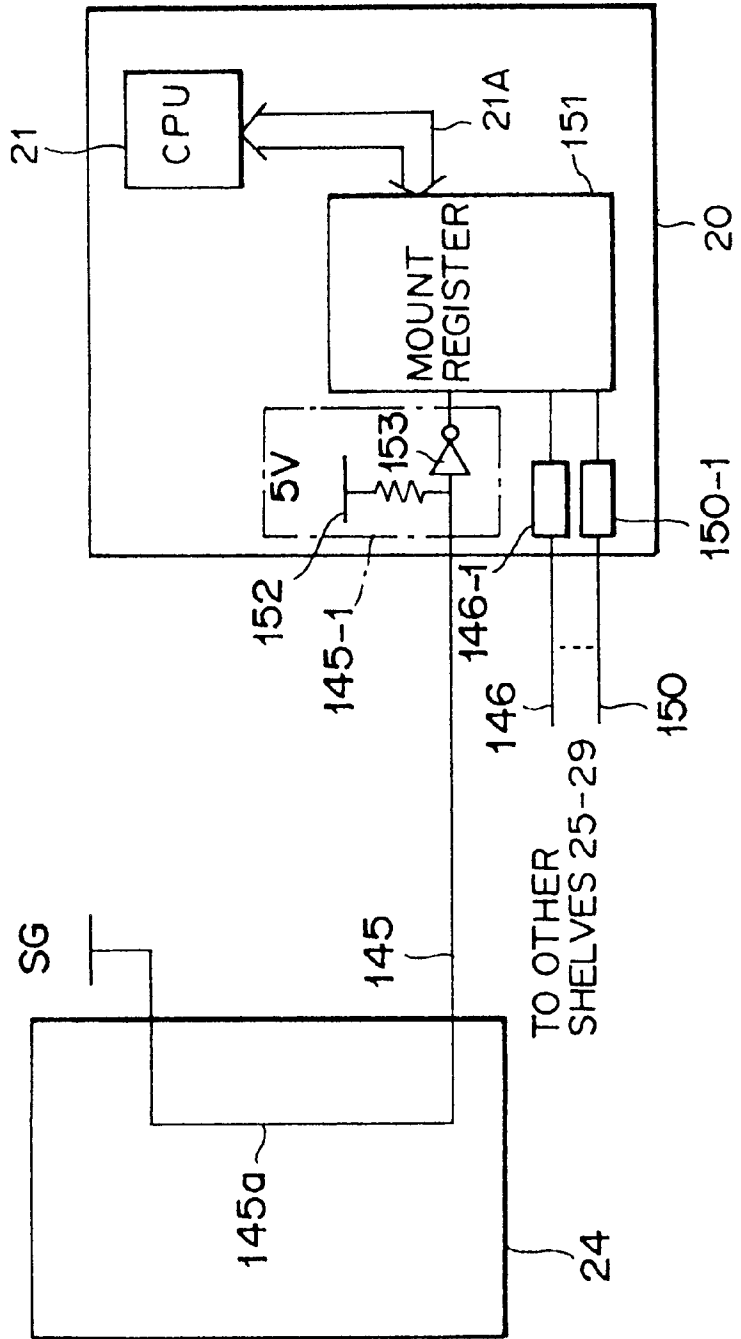 21
CPU
21A
MOUNT
REGISTER
151
20
5V
153
152
145-1
146-1
150-1
146
150
TO OTHER
SHELVES 25-29
SG
145
145a
24